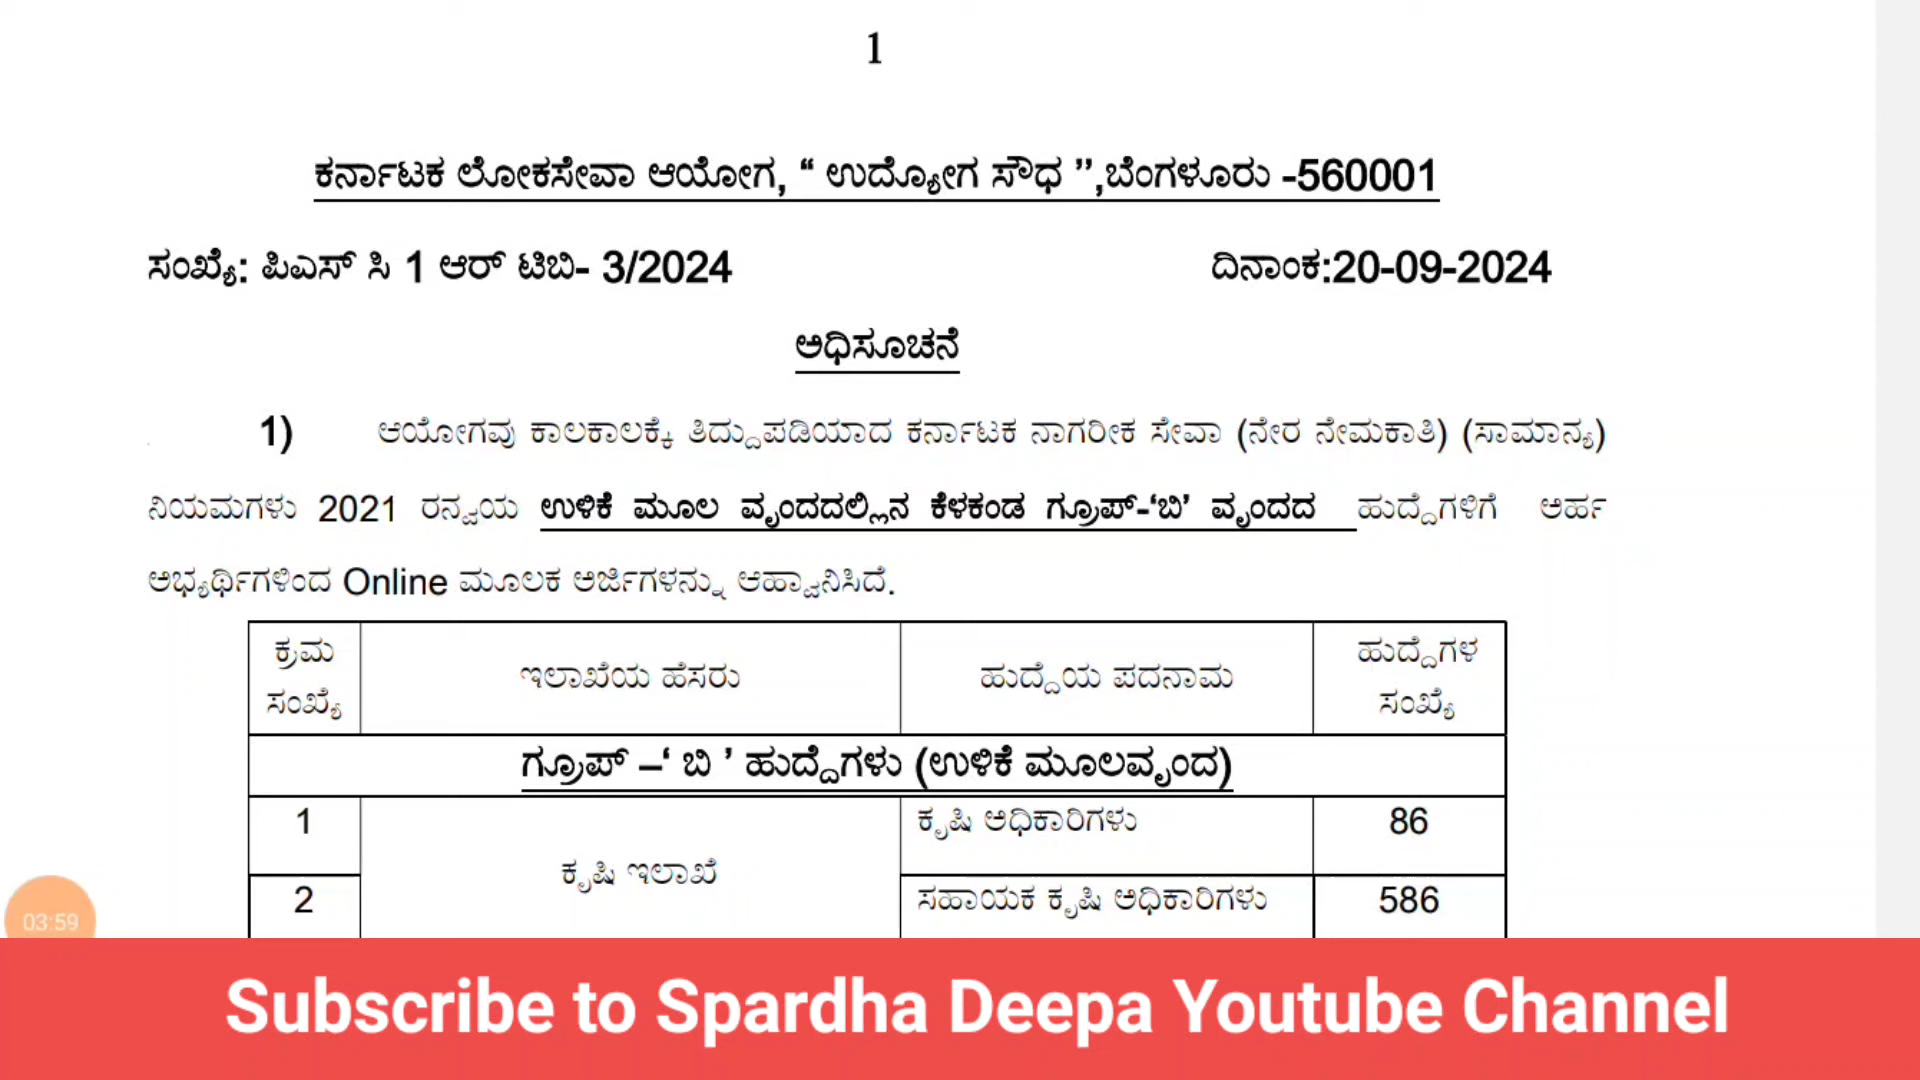 1
ಕರ್ನಾಟಕ ಲೋಕಸೇವಾ ಆಯೋಗ, “ ಉದ್ಯೋಗ ಸೌಧ ”,ಬೆಂಗಳೂರು -560001
ಸಂಖ್ಯೆ: ಪಿಎಸ್ ಸಿ 1 ಆರ್ ಟಿಬಿ- 3/2024 ದಿನಾಂಕ:20-09-2024
ಅಧಿಸೂಚನೆ
1) ಆಯೋಗವು ಕಾಲಕಾಲಕ್ಕೆ ತಿದ್ದುಪಡಿಯಾದ ಕರ್ನಾಟಕ ನಾಗರೀಕ ಸೇವಾ (ನೇರ ನೇಮಕಾತಿ) (ಸಾಮಾನ್ಯ)
ನಿಯಮಗಳು 2021 ರನ್ವಯ ಉಳಿಕೆ ಮೂಲ ವೃಂದದಲ್ಲಿನ ಕೆಳಕಂಡ ಗ್ರೂಪ್-‘ಬಿ’ ವೃಂದದ ಹುದ್ದೆಗಳಿಗೆ ಅರ್ಹ
ಅಭ್ಯರ್ಥಿಗಳಿಂದ Online ಮೂಲಕ ಅರ್ಜಿಗಳನ್ನು ಆಹ್ವಾನಿಸಿದೆ.
ಕ್ರಮ ಸಂಖ್ಯೆ ಇಲಾಖೆಯ ಹೆಸರು ಹುದ್ದೆಯ ಪದನಾಮ ಹುದ್ದೆಗಳ ಸಂಖ್ಯೆ
ಗ್ರೂಪ್ –‘ ಬಿ ’ ಹುದ್ದೆಗಳು (ಉಳಿಕೆ ಮೂಲವೃಂದ)
1 ಕೃಷಿ ಇಲಾಖೆ ಕೃಷಿ ಅಧಿಕಾರಿಗಳು 86
2 ಸಹಾಯಕ ಕೃಷಿ ಅಧಿಕಾರಿಗಳು 586
03:59
Subscribe to Spardha Deepa Youtube Channel